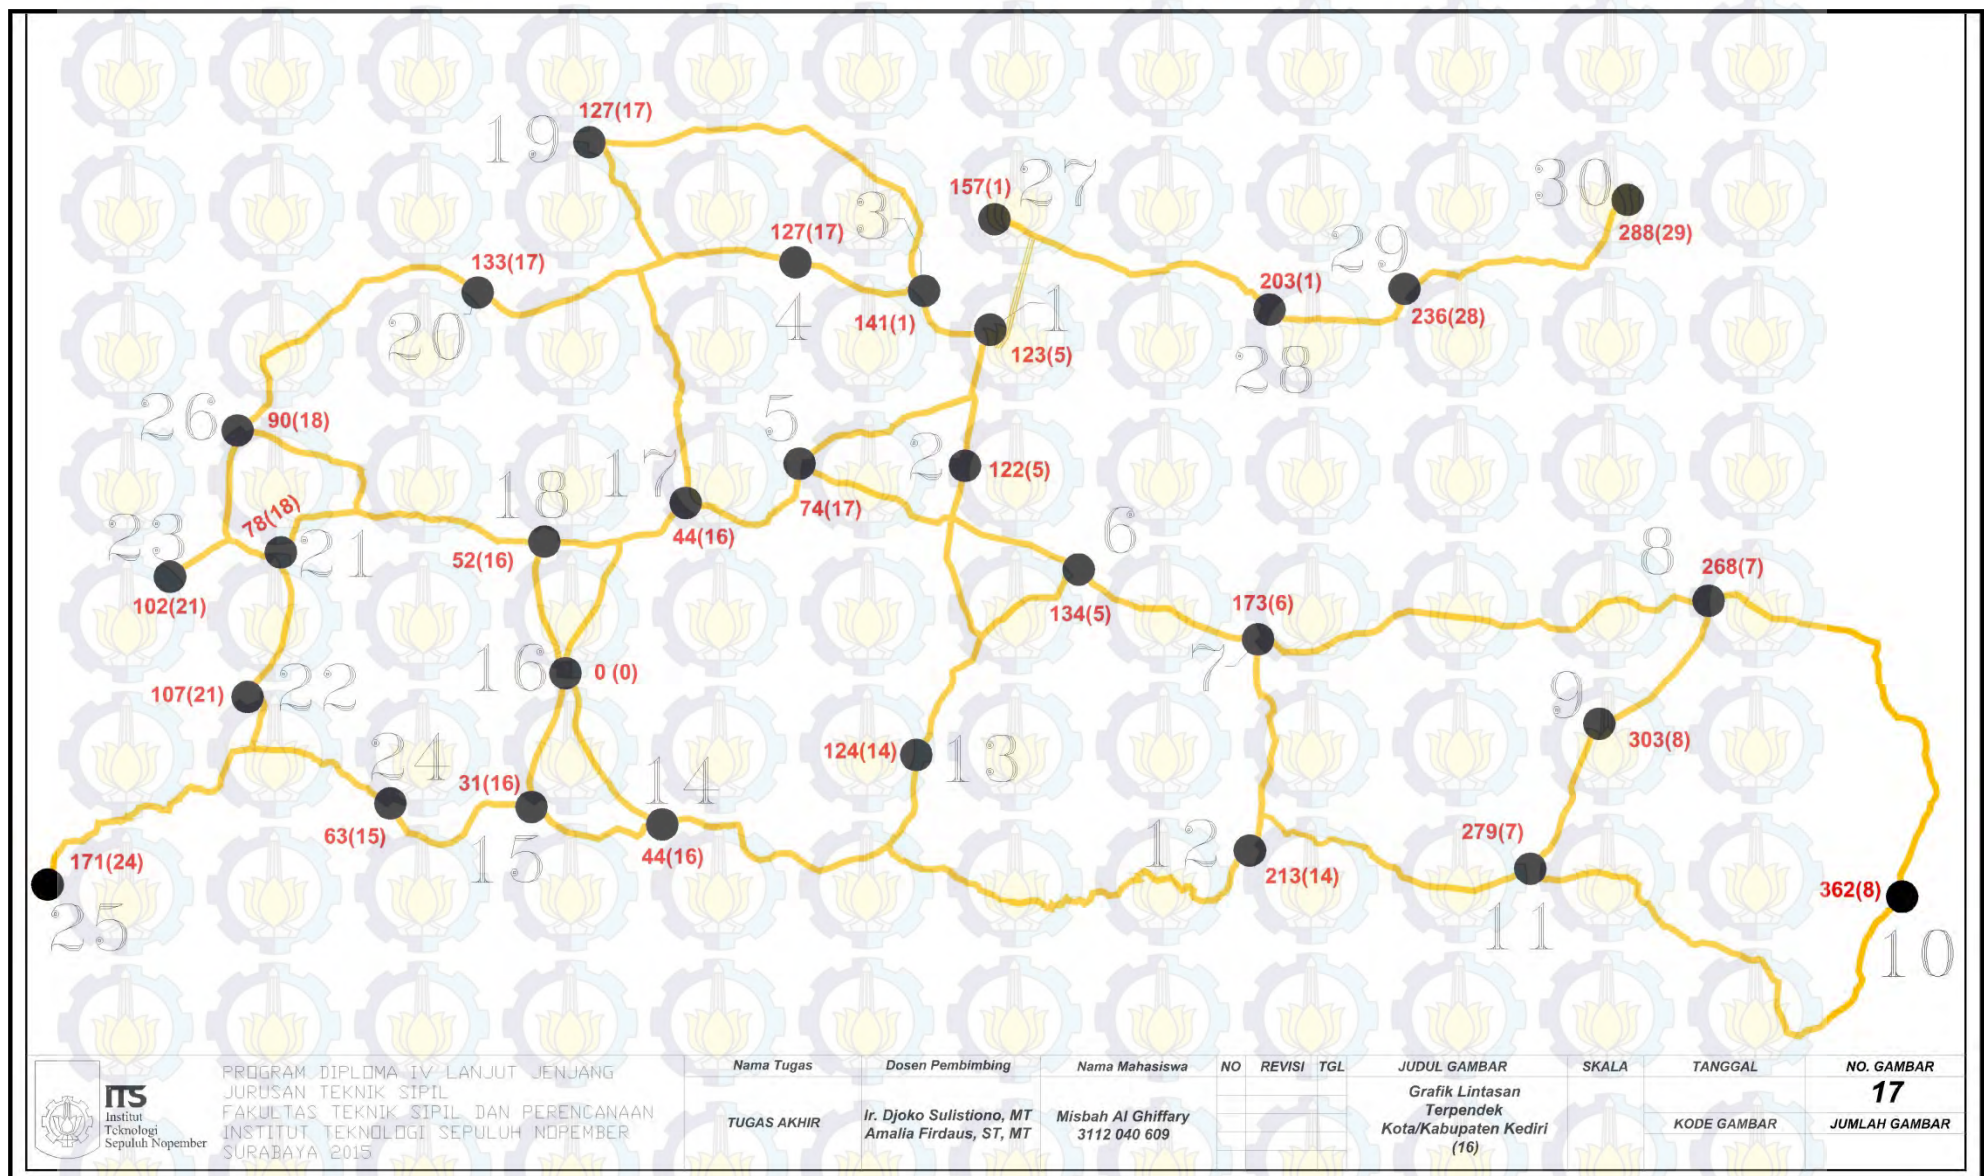 127(17)
19
157(1)
27
30
3
127(17)
288(29)
29
133(17)
203(1)
4
141(1)
1
236(28)
20
123(5)
28
26
90(18)
5
2
17
122(5)
18
74(17)
78(18)
44(16)
6
23
21
52(16)
8
268(7)
102(21)
134(5)
173(6)
16
0 (0)
7
107(21)
22
9
303(8)
124(14)
13
24
31(16)
14
63(15)
15
44(16)
12
279(7)
171(24)
213(14)
362(8)
25
11
10
ITS
Institut
Teknologi
Sepuluh Nopember
PROGRAM DIPLOMA IV LANJUT JENJANG
JURUSAN TEKNIK SIPIL
FAKULTAS TEKNIK SIPIL DAN PERENCANAAN
INSTITUT TEKNOLOGI SEPULUH NOPEMBER
SURABAYA 2015
Nama Tugas
TUGAS AKHIR
Dosen Pembimbing
Ir. Djoko Sulistiono, MT
Amalia Firdaus, ST, MT
Nama Mahasiswa
Misbah Al Ghiffary
3112 040 609
NO REVISI TGL
JUDUL GAMBAR
Grafik Lintasan
Terpendek
Kota/Kabupaten Kediri
(16)
SKALA
TANGGAL
KODE GAMBAR
NO. GAMBAR
17
JUMLAH GAMBAR